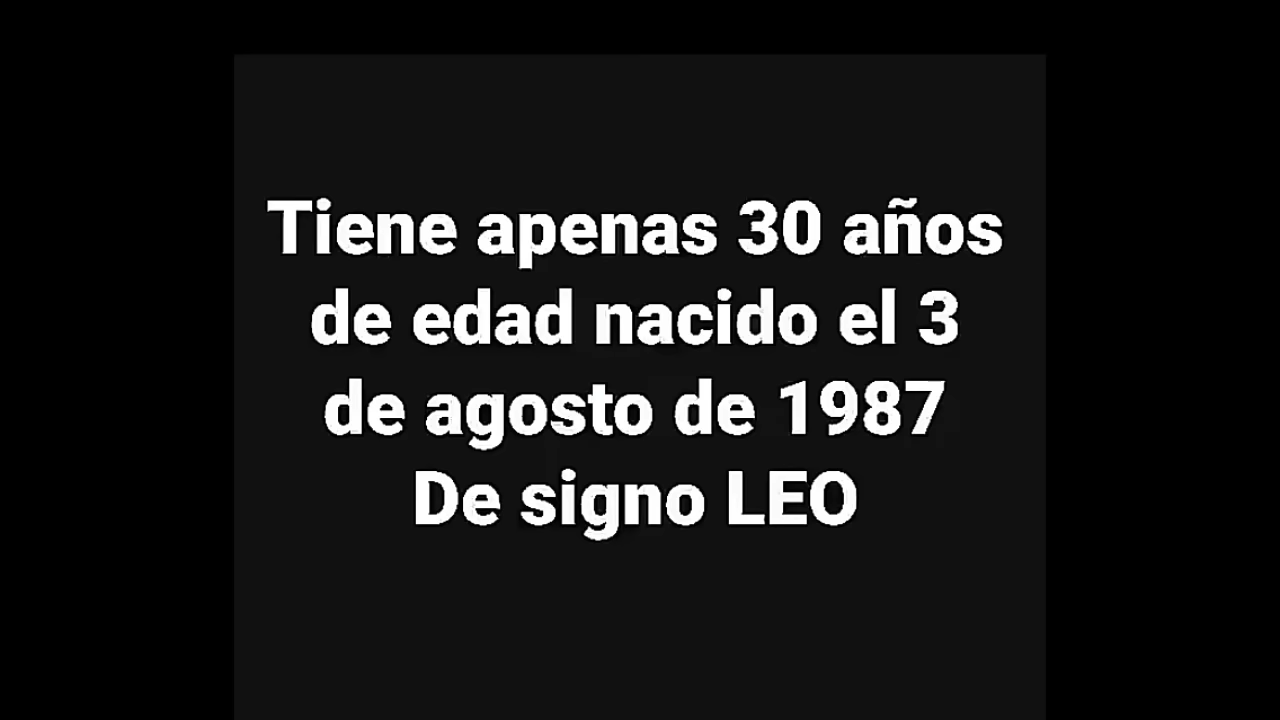 Tiene apenas 30 años
de edad nacido el 3
de agosto de 1987
De signo LEO